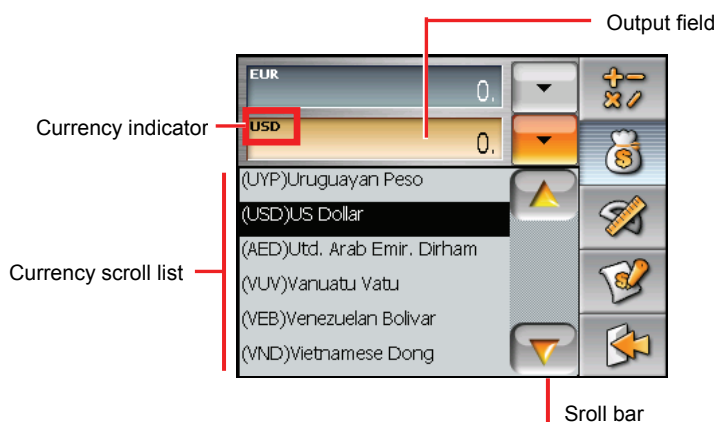 Output field
EUR
0.
Currency indicator
USD
0.
(UYP)Uruguayan Peso
(USD)US Dollar
(AED)Utd. Arab Emir. Dirham
Currency scroll list
(VUV)Vanuatu Vatu
(VEB)Venezuelan Bolivar
(VND)Vietnamese Dong
Sroll bar